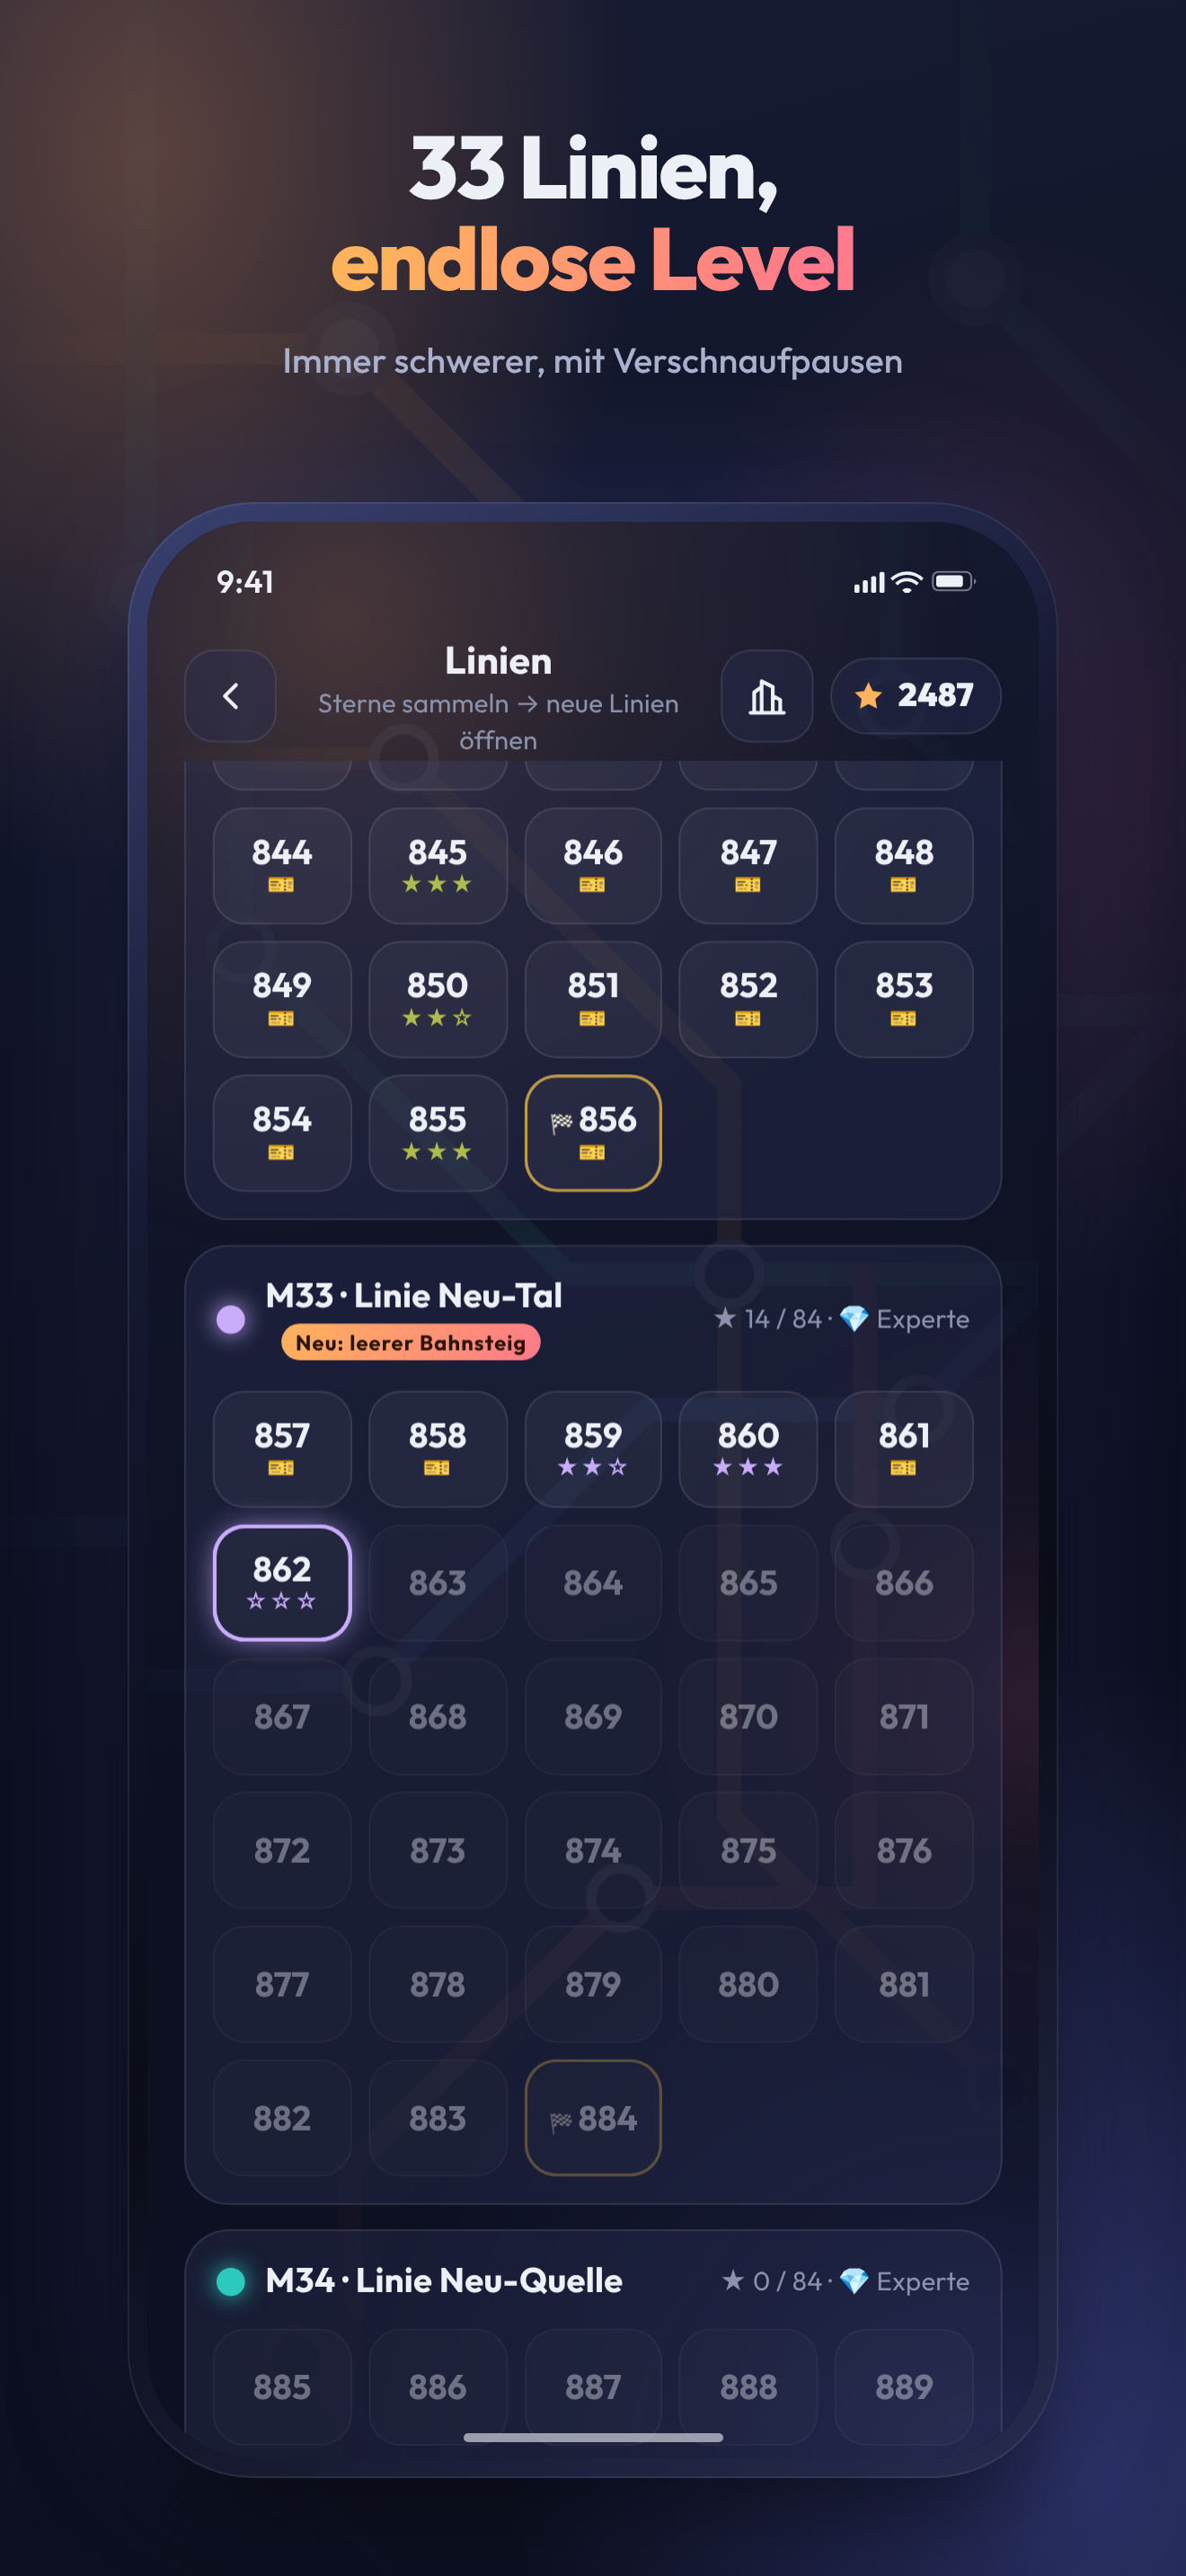 33 Linien,
endlose Level
Immer schwerer, mit Verschnaufpausen
9:41
Linien
Sterne sammeln → neue Linien
öffnen
2487
844 845 846 847 848
★★★
849 850 851 852 853
★★☆
854 855 856
★★★
M33 · Linie Neu-Tal
Neu: leerer Bahnsteig
★ 14 / 84 · 💎 Experte
857 858 859 860 861
★★☆ ★★★
862 863 864 865 866
☆☆☆
867 868 869 870 871
872 873 874 875 876
877 878 879 880 881
882 883 884
M34 · Linie Neu-Quelle
★ 0 / 84 · 💎 Experte
885 886 887 888 889